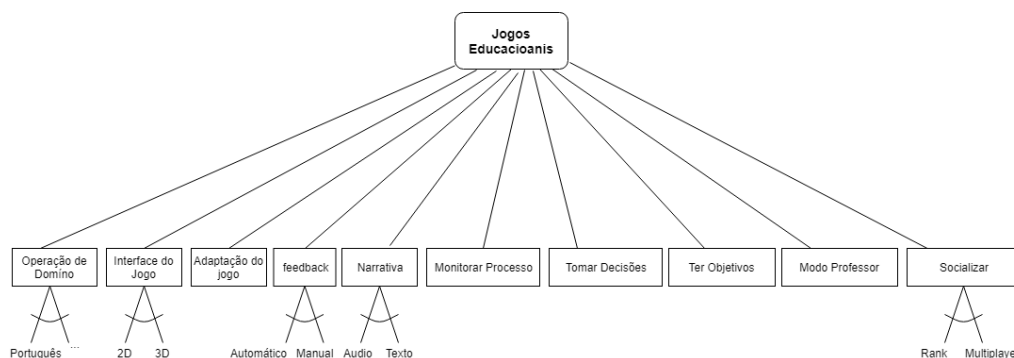 Jogos
Educacioanis
Operação de
Domíno
Interface do
Jogo
Adaptação do
jogo
feedback
Narrativa
Monitorar Processo
Tomar Decisões
Ter Objetivos
Modo Professor
Socializar
Português
...
2D
3D
Automático
Manual
Audio
Texto
Rank
Multiplaye